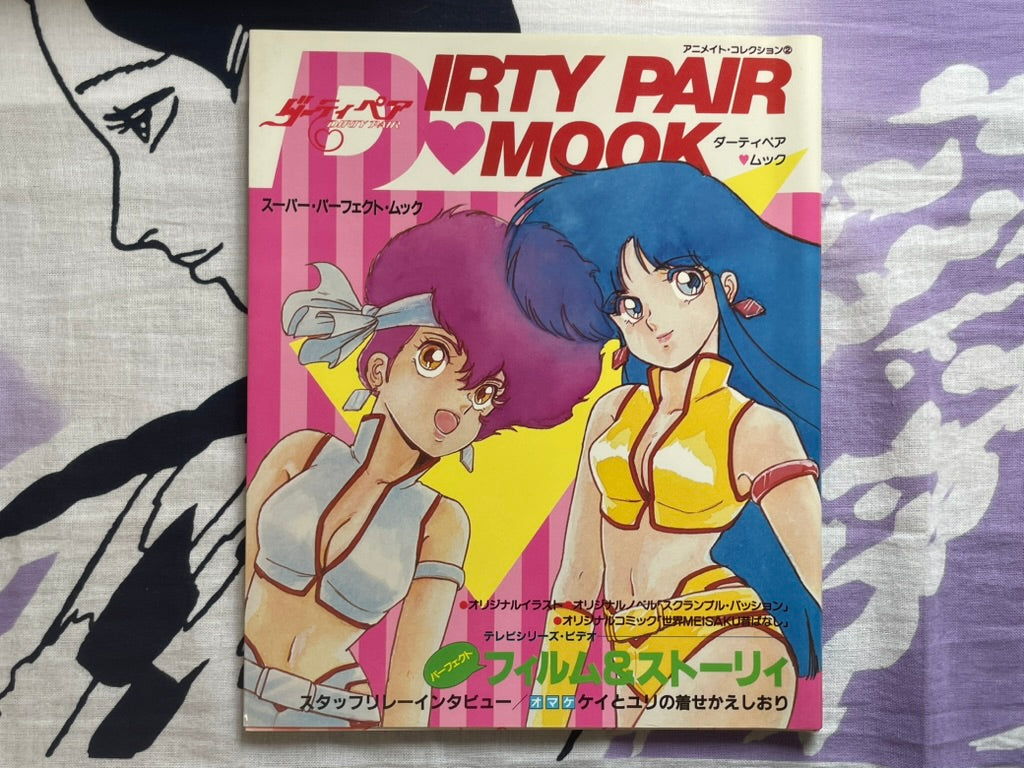 アニメイト・コレクション②
DIRTY PAIR
ダーティペア
DIRTY PAIR
♥MOOK
ダーティペア
♥ムック
スーパー・パーフェクト・ムック
●オリジナルイラスト●オリジナルノベル「スクランブル・パッション」
●オリジナルコミック「世界MEISAKU昔ばなし」
テレビシリーズ・ビデオ
パーフェクト
フィルム&ストーリィ
スタッフリレーインタビュー/オマケケイとユリの着せかえしおり